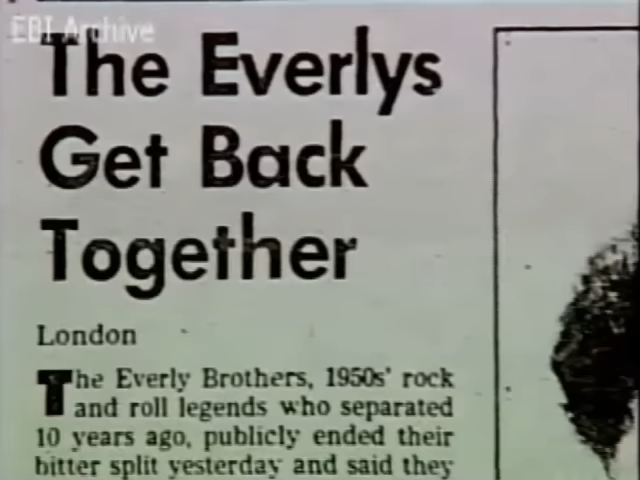 EBI Archive
The Everlys
Get Back
Together
London
The Everly Brothers, 1950s' rock
and roll legends who separated
10 years ago, publicly ended their
bitter split yesterday and said they